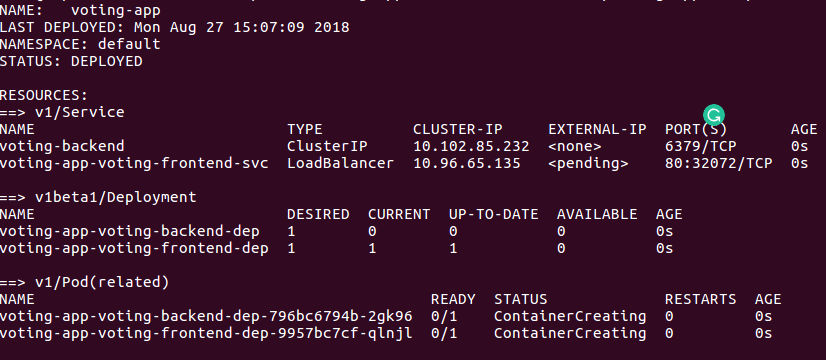 NAME:   voting-app
LAST DEPLOYED: Mon Aug 27 15:07:09 2018
NAMESPACE: default
STATUS: DEPLOYED

RESOURCES:
==> v1/Service
NAME                           TYPE          CLUSTER-IP     EXTERNAL-IP  PORT(S)       AGE
voting-backend                 ClusterIP     10.102.85.232  <none>       6379/TCP      0s
voting-app-voting-frontend-svc LoadBalancer  10.96.65.135   <pending>    80:32072/TCP  0s

==> v1beta1/Deployment
NAME                            DESIRED  CURRENT  UP-TO-DATE  AVAILABLE  AGE
voting-app-voting-backend-dep   1        0        0           0          0s
voting-app-voting-frontend-dep  1        1        1           0          0s

==> v1/Pod(related)
NAME                                            READY  STATUS             RESTARTS  AGE
voting-app-voting-backend-dep-796bc6794b-2gk96  0/1    ContainerCreating  0         0s
voting-app-voting-frontend-dep-9957bc7cf-qlnjl  0/1    ContainerCreating  0         0s